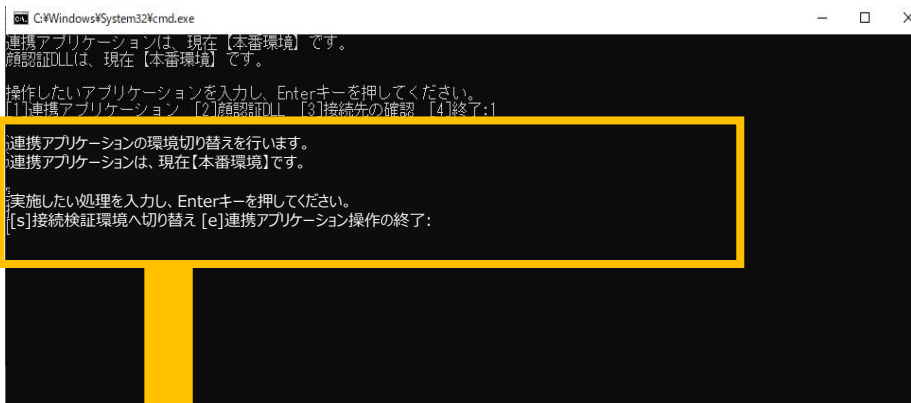 C:¥Windows¥System32¥cmd.exe
連携アプリケーションは、現在【本番環境】です。
顔認証DLLは、現在【本番環境】です。
操作したいアプリケーションを入力し、Enterキーを押してください。
[1]連携アプリケーション [2]顔認証DLL [3]接続先の確認 [4]終了:1
連携アプリケーションの環境切り替えを行います。
連携アプリケーションは、現在【本番環境】です。
実施したい処理を入力し、Enterキーを押してください。
[s]接続検証環境へ切り替え [e]連携アプリケーション操作の終了: